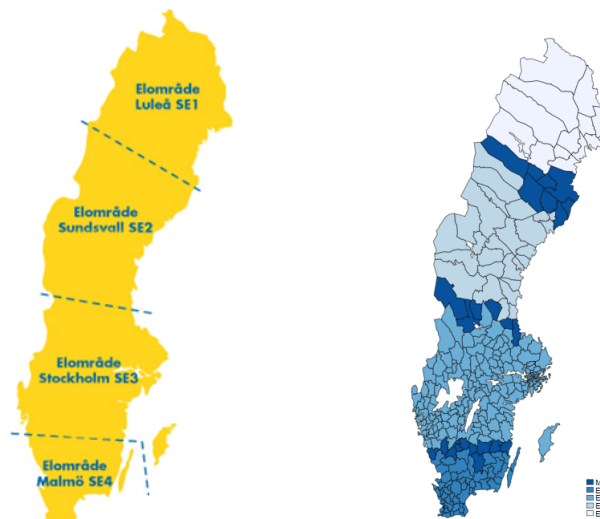 Elområde
Luleå SE1
Elområde
Sundsvall SE2
Elområde
Stockholm SE3
Elområde
Malmö SE4
M
E
E
E
E